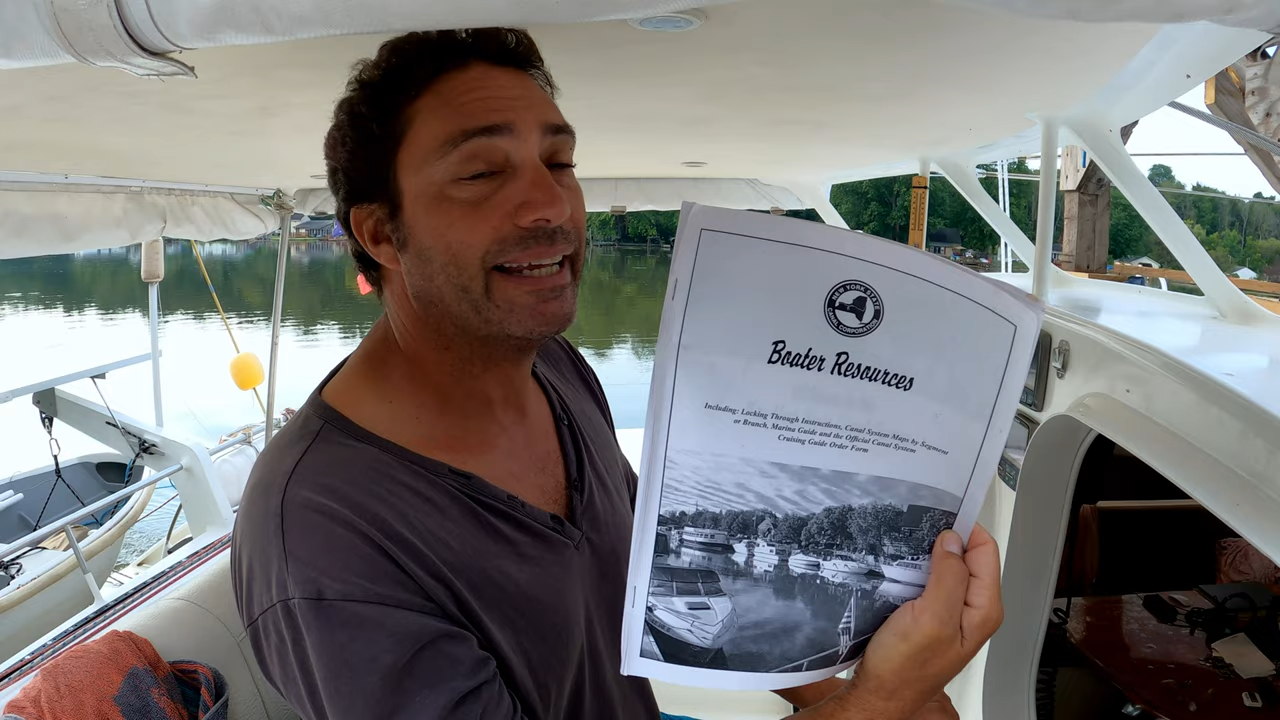 NEW YORK STATE
CANAL CORPORATION
Boater Resources
Including: Locking Through Instructions, Canal System Maps by Segment
or Branch, Marina Guide and the Official Canal System
Cruising Guide Order Form